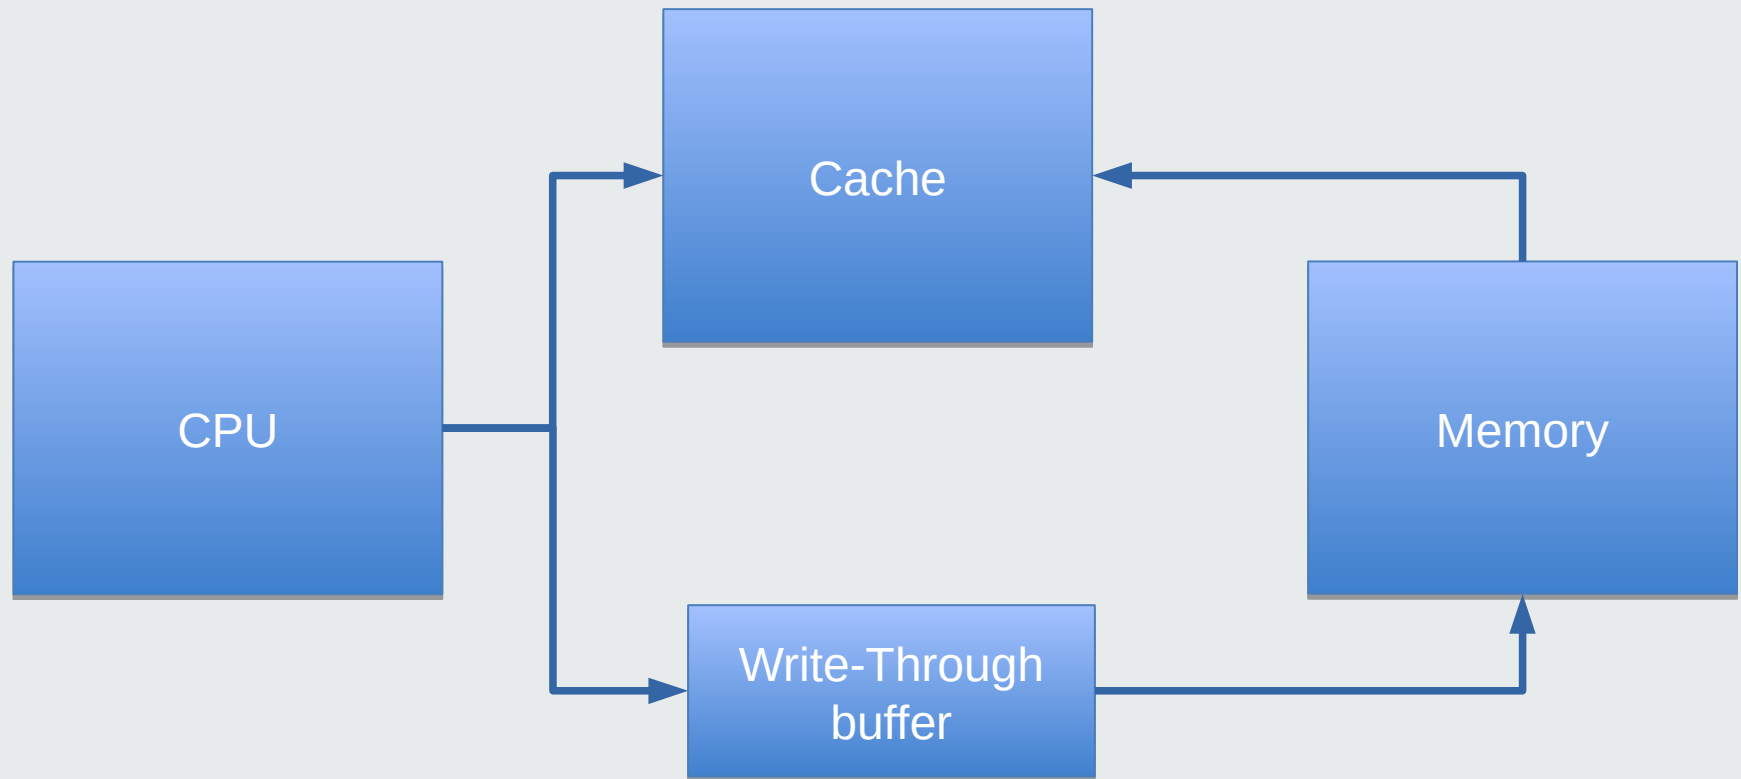 Cache
CPU
Memory
Write-Through
buffer